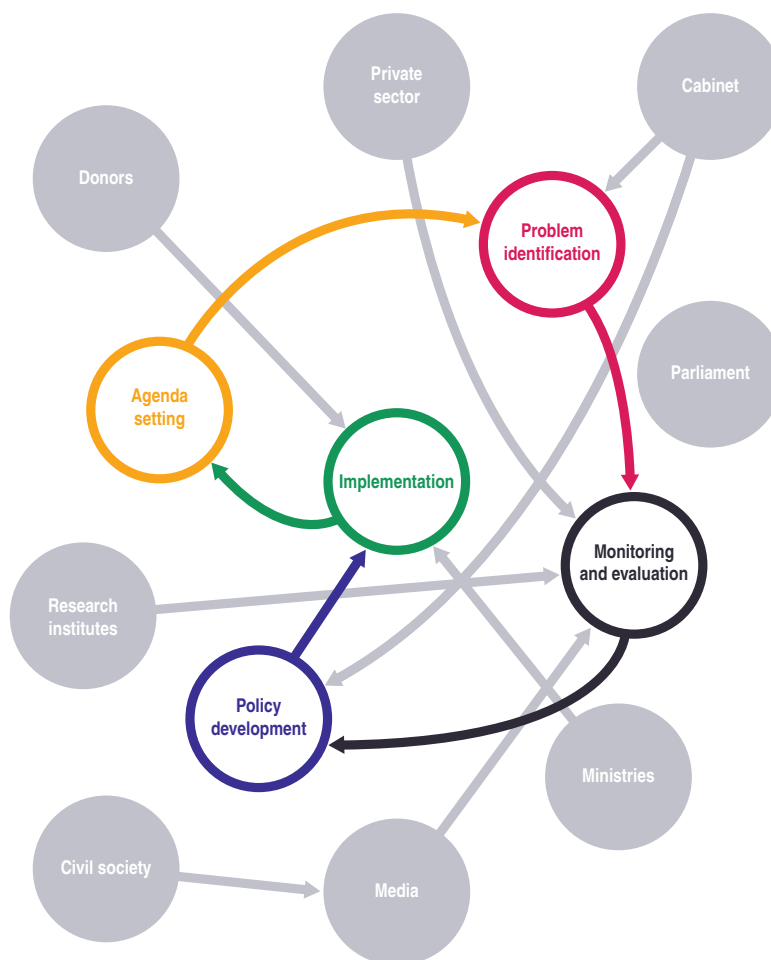 Private
sector
Cabinet
Donors
Problem
identification
Parliament
Agenda
setting
Implementation
Monitoring
and evaluation
Research
institutes
Policy
development
Ministries
Civil society
Media